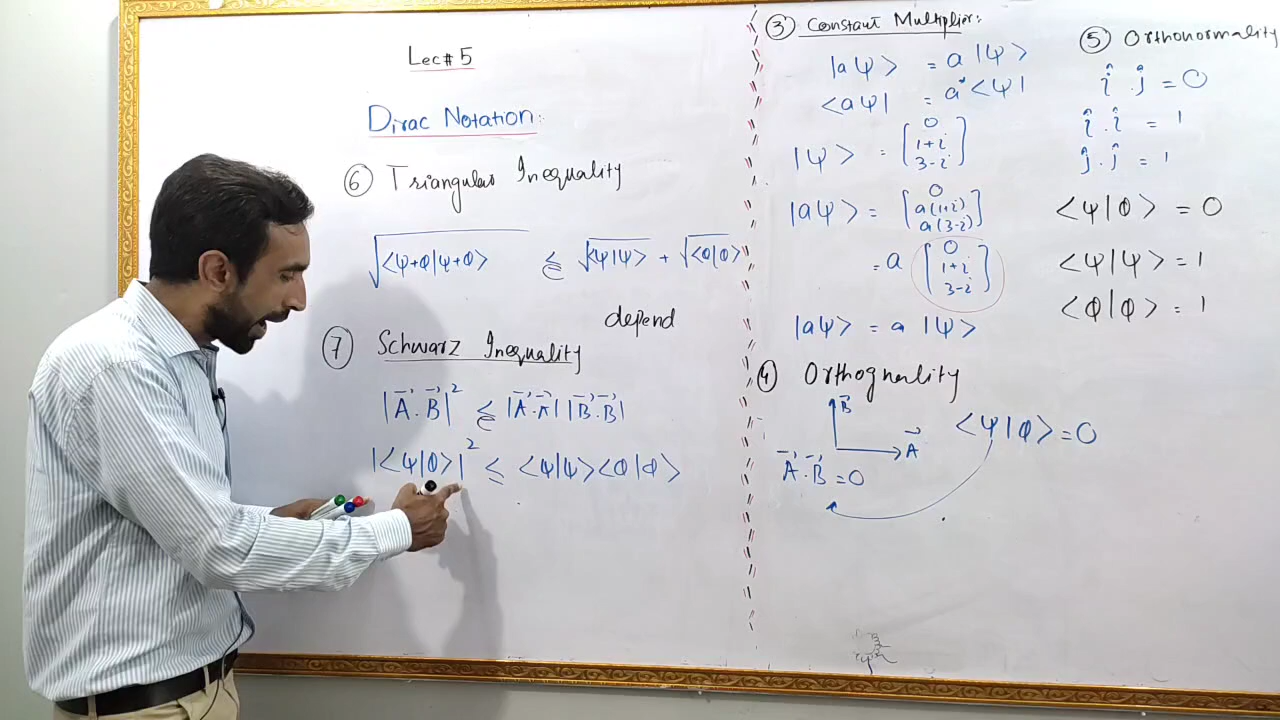 Lec# 5
Dirac Notation:
⑥ Triangular Inequality
√<ψ+Φ|ψ+Φ> ≤ √<ψ|ψ> + √<Φ|Φ>
depend
⑦ Schwarz Inequality
|A⃗.B⃗|² ≤ |A⃗.A⃗| |B⃗.B⃗|
|<ψ|Φ>|² ≤ <ψ|ψ><Φ|Φ>
③ Constant Multiplier:
|aψ> = a |ψ>
<aψ| = a* <ψ|
|ψ> = [0
1+i
3-i]
|aψ> = [0
a(1+i)
a(3-i)]
= a [0
1+i
3-i]
|aψ> = a |ψ>
④ Orthognality
B⃗
A⃗
<ψ|Φ> = 0
A⃗.B⃗ = 0
⑤ Orthonormality
î.ĵ = 0
î.î = 1
ĵ.ĵ = 1
<ψ|Φ> = 0
<ψ|ψ> = 1
<Φ|Φ> = 1